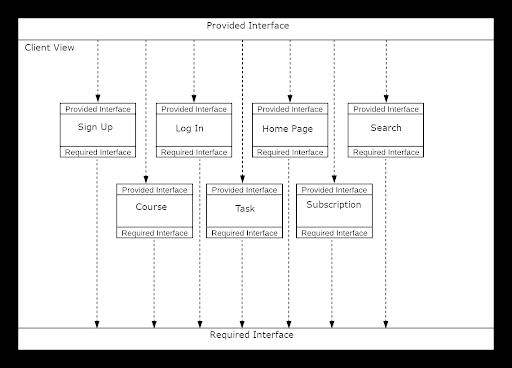 Provided Interface
Client View
Provided Interface
Sign Up
Required Interface
Provided Interface
Log In
Required Interface
Provided Interface
Home Page
Required Interface
Provided Interface
Search
Required Interface
Provided Interface
Course
Required Interface
Provided Interface
Task
Required Interface
Provided Interface
Subscription
Required Interface
Required Interface